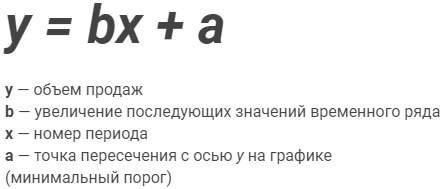 y = bx + a
y — объем продаж
b — увеличение последующих значений временного ряда
x — номер периода
a — точка пересечения с осью y на графике
(минимальный порог)